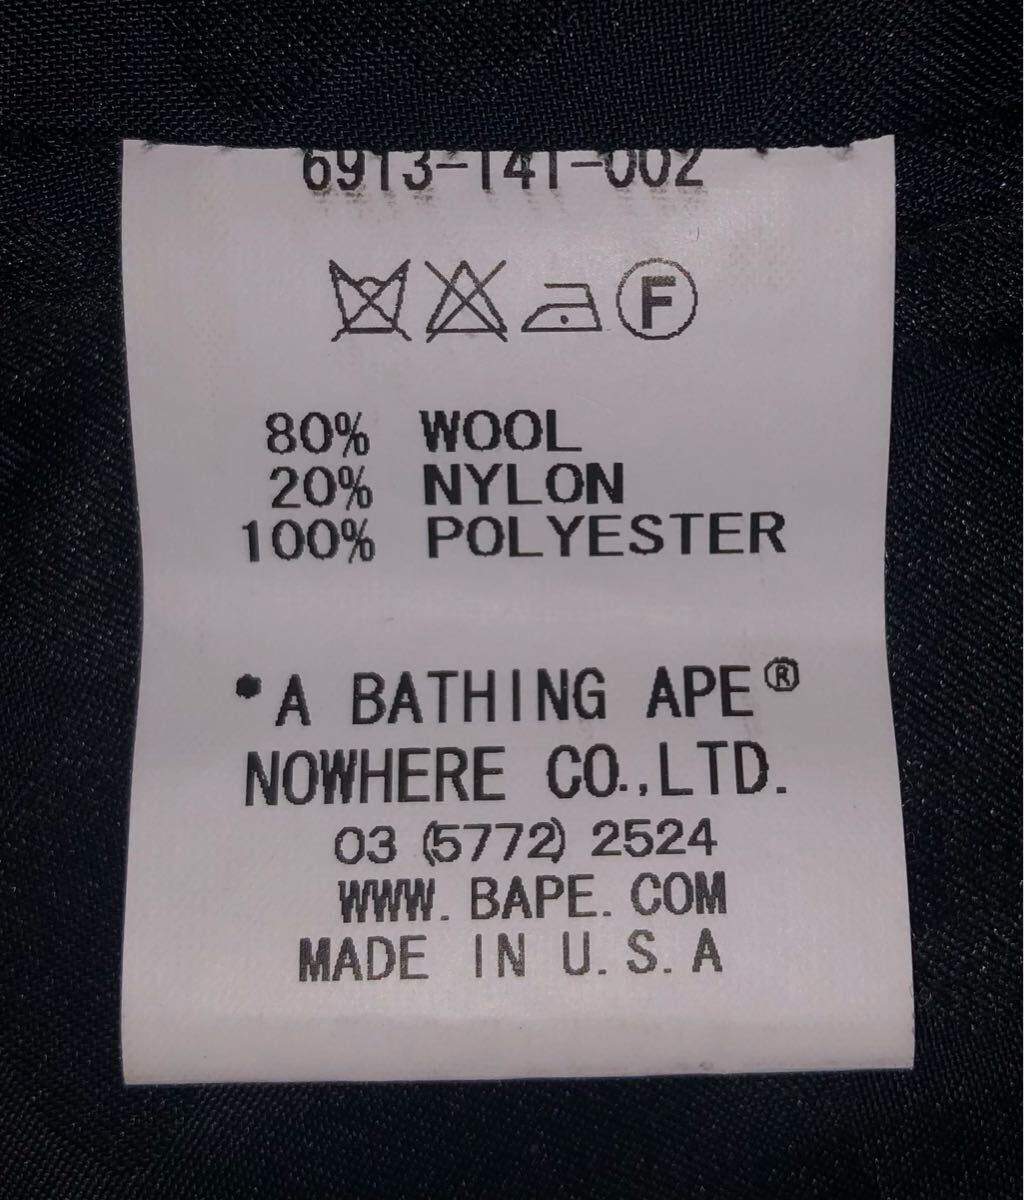 6913-141-002
F
80% WOOL
20% NYLON
100% POLYESTER
•A BATHING APE®
NOWHERE CO.,LTD.
03 (5772) 2524
WWW.BAPE.COM
MADE IN U.S.A